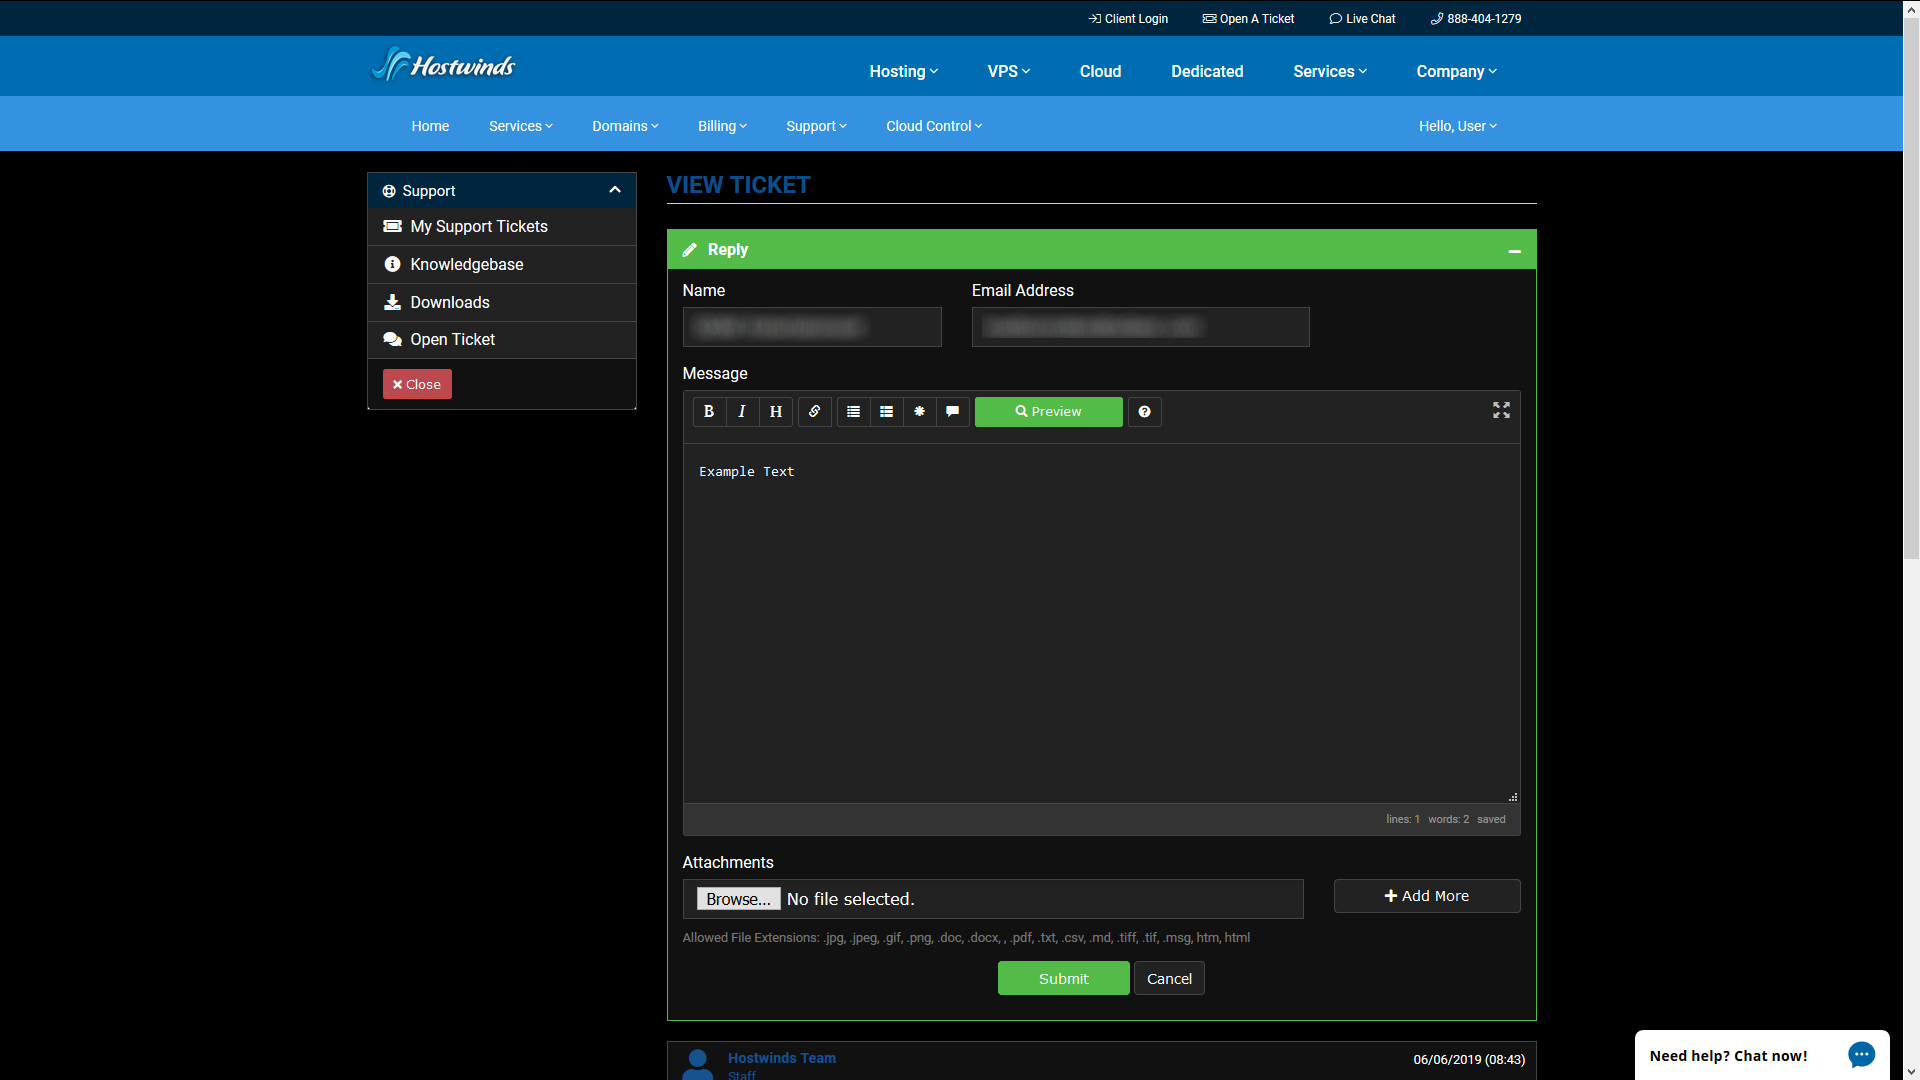 Client Login Open A Ticket Live Chat 888-404-1279
Hostwinds Hosting VPS Cloud Dedicated Services Company
Home Services Domains Billing Support Cloud Control Hello, User
Support
My Support Tickets
Knowledgebase
Downloads
Open Ticket
Close
VIEW TICKET
Reply
Name Email Address
Message
B I H Preview
Example Text
lines: 1 words: 2 saved
Attachments
Browse... No file selected. Add More
Allowed File Extensions: .jpg, .jpeg, .gif, .png, .doc, .docx, , .pdf, .txt, .csv, .md, .tiff, .tif, .msg, htm, html
Submit Cancel
Hostwinds Team 06/06/2019 (08:43)
Staff
Need help? Chat now!